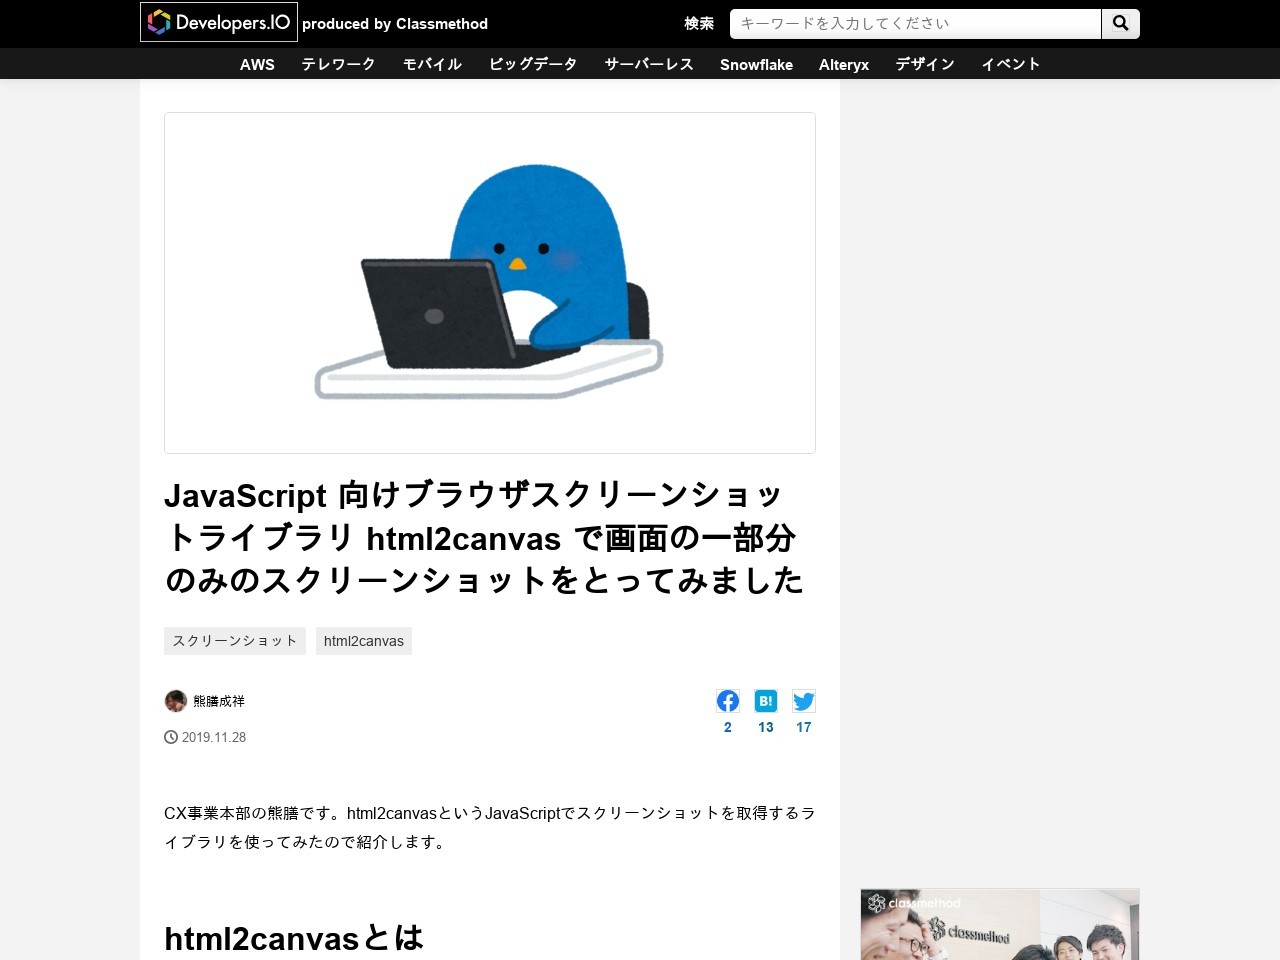 Developers.IO produced by Classmethod
検索
キーワードを入力してください
AWS テレワーク モバイル ビッグデータ サーバーレス Snowflake Alteryx デザイン イベント
JavaScript 向けブラウザスクリーンショッ
トライブラリ html2canvas で画面の一部分
のみのスクリーンショットをとってみました
スクリーンショット html2canvas
熊膳成祥
2019.11.28
B!
2 13 17
CX事業本部の熊膳です。html2canvasというJavaScriptでスクリーンショットを取得するラ
イブラリを使ってみたので紹介します。
html2canvasとは
classmethod
classmethod